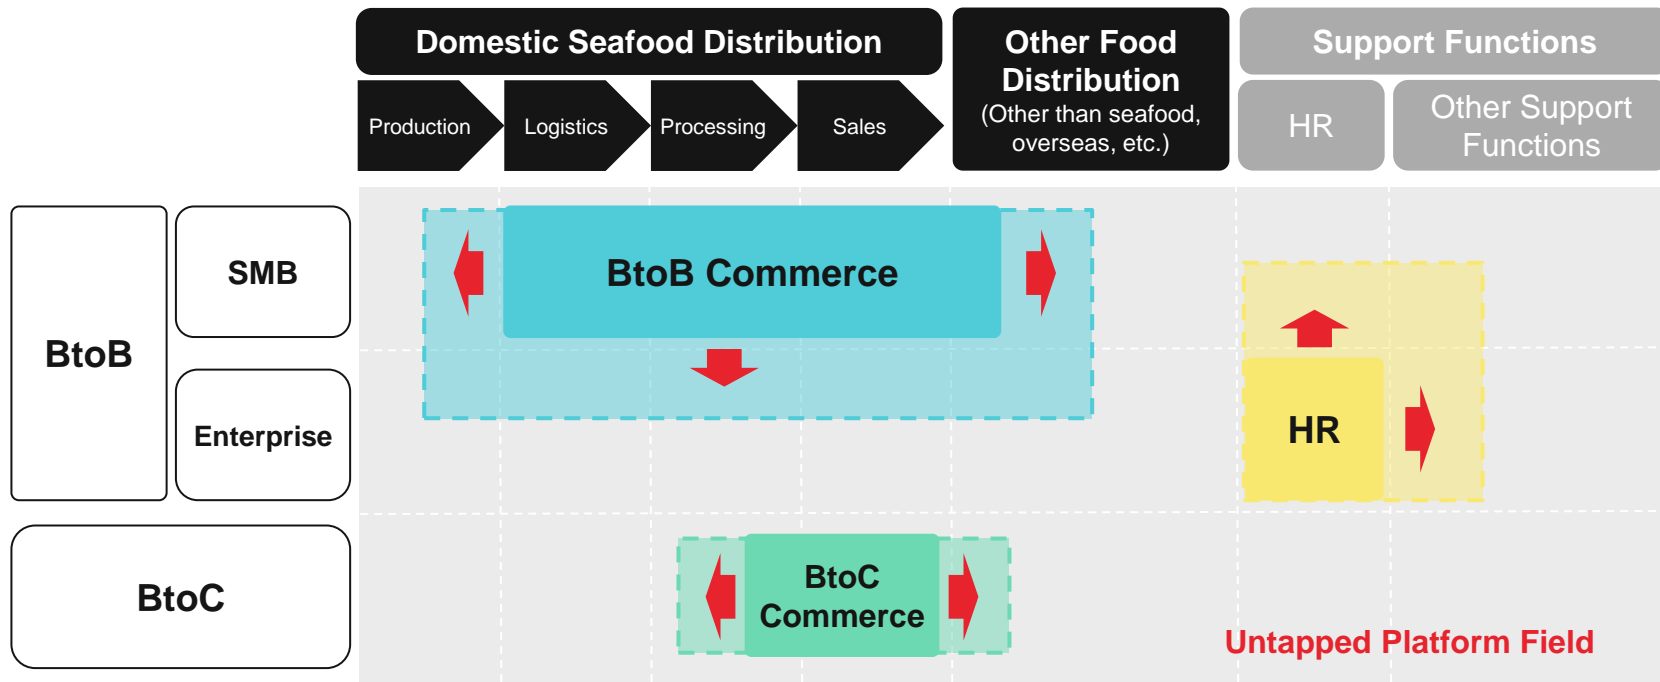 Domestic Seafood Distribution
Production
Logistics
Processing
Sales
Other Food
Distribution
(Other than seafood,
overseas, etc.)
Support Functions
HR
Other Support
Functions
BtoB
SMB
Enterprise
BtoC
BtoB Commerce
HR
BtoC
Commerce
Untapped Platform Field